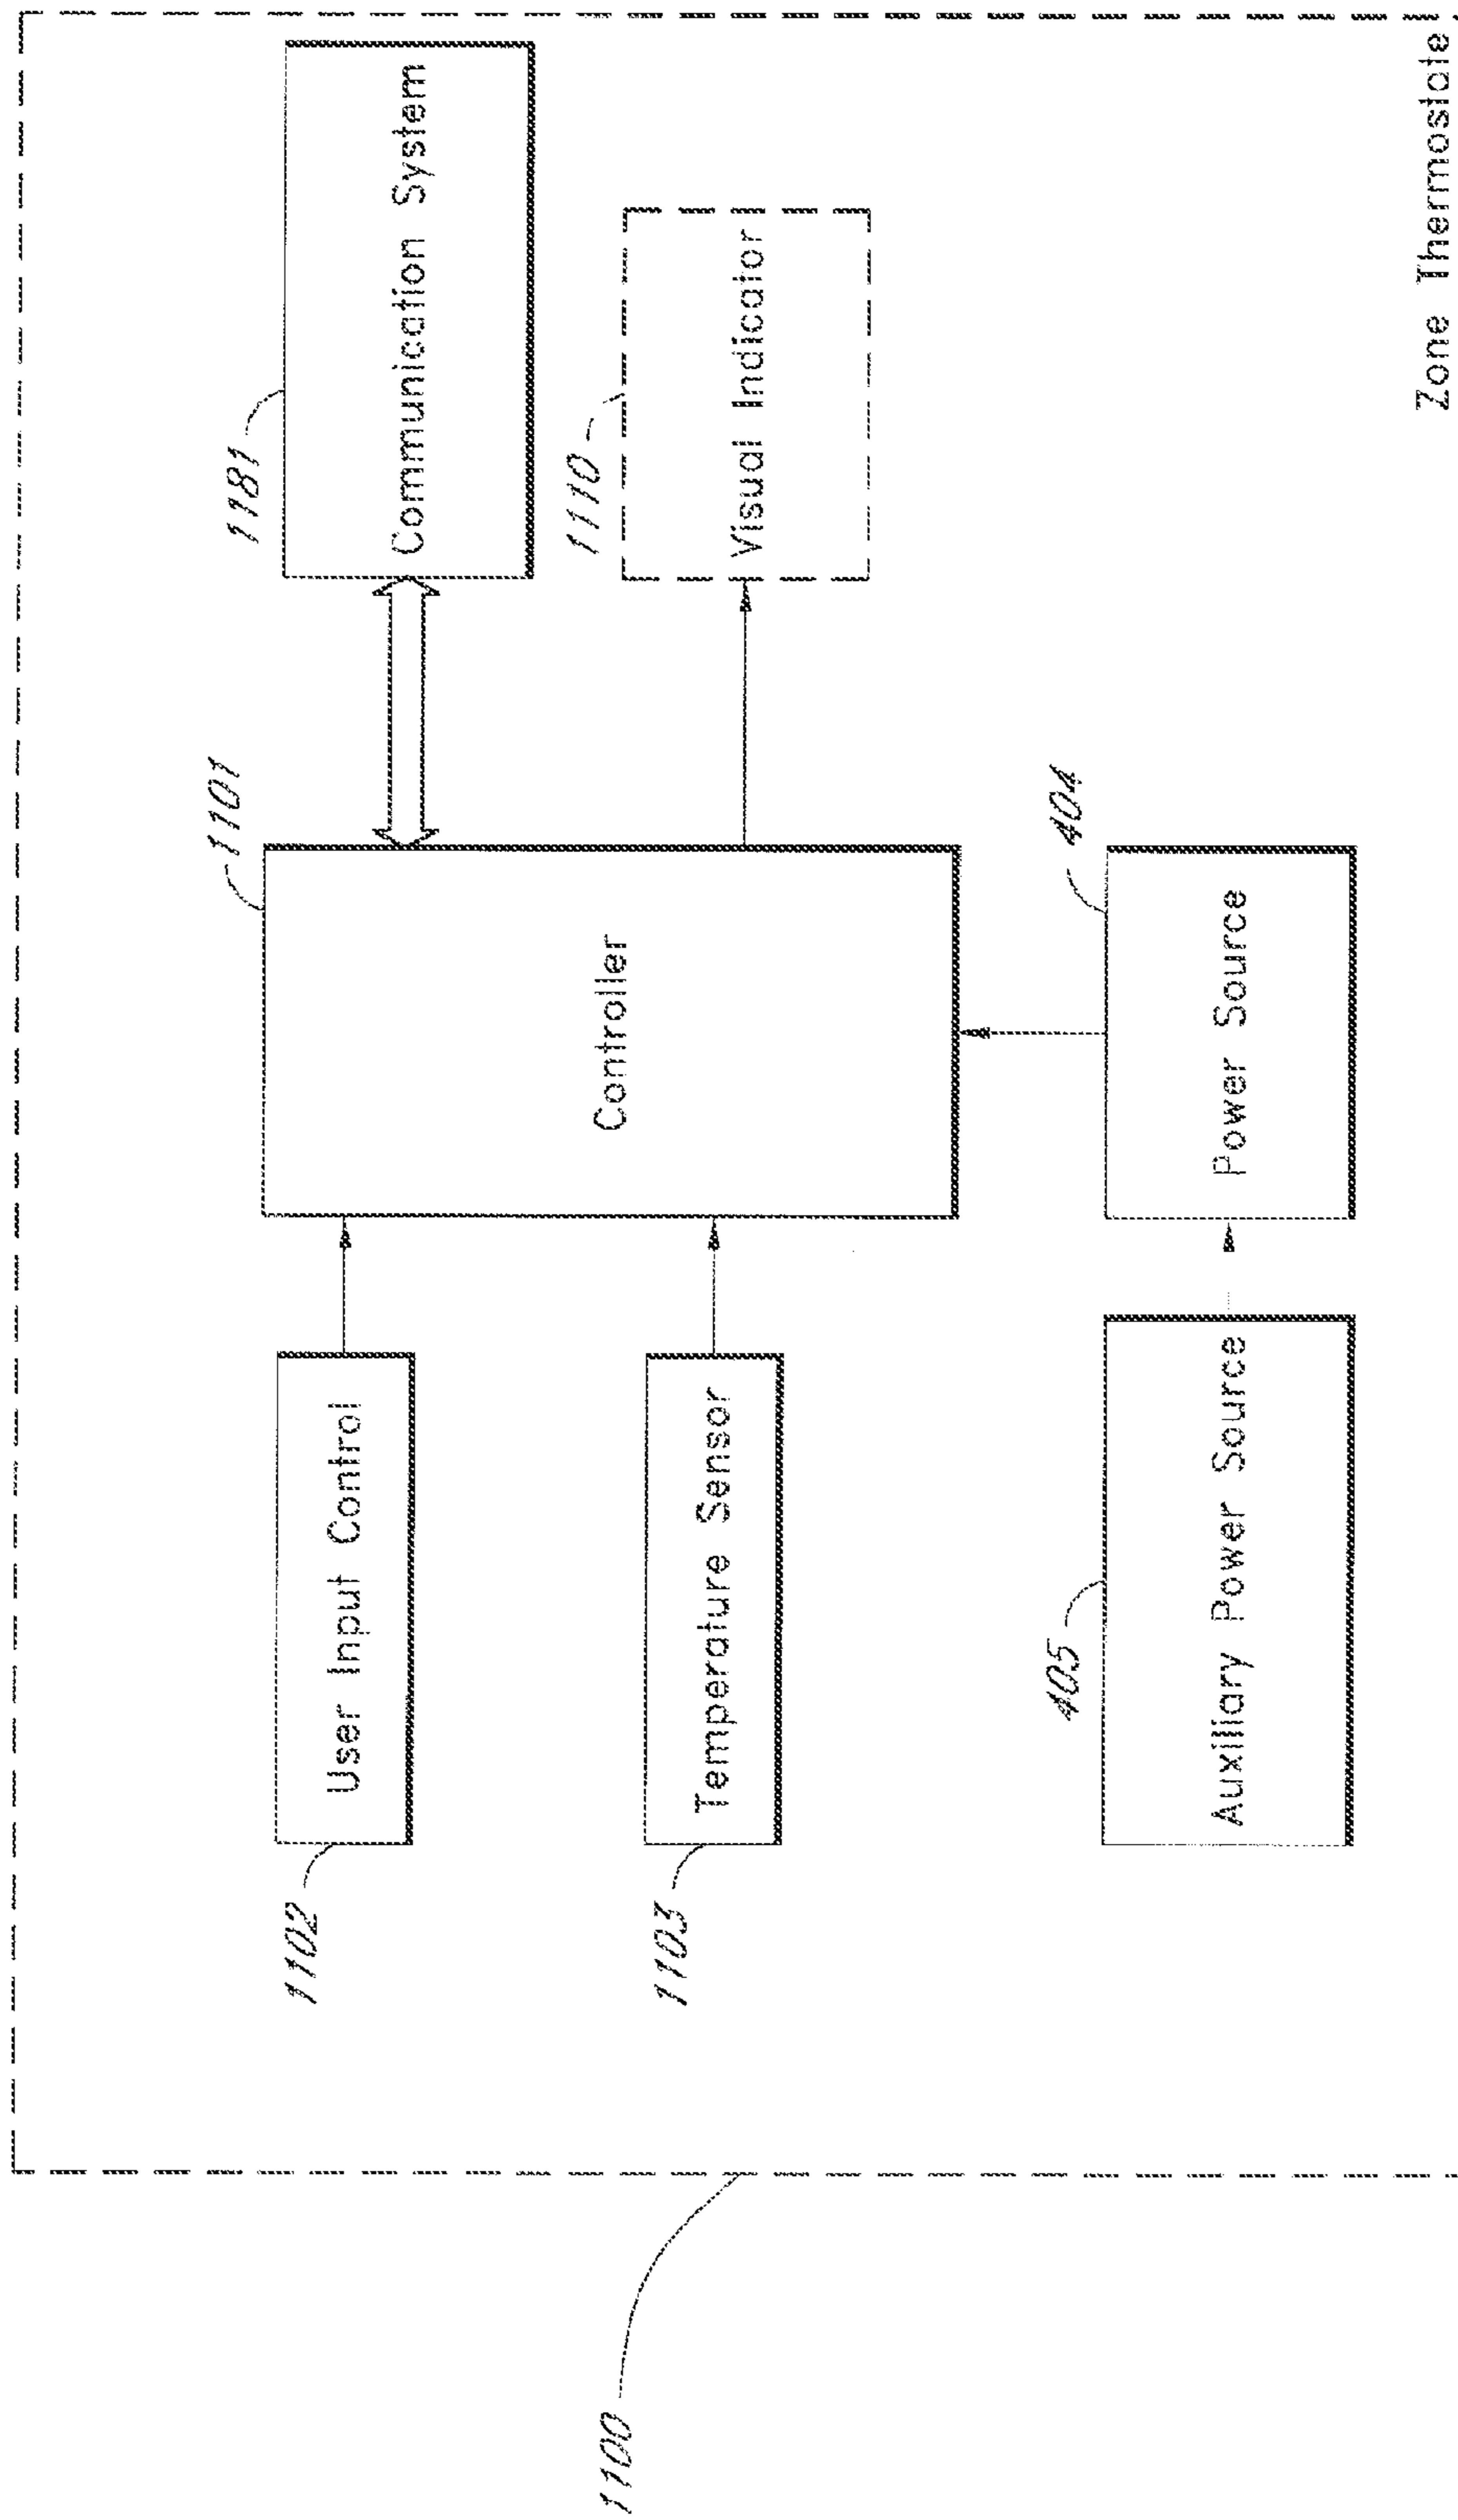 1100
1102
User Input Control
1101
Controller
1181
Communication System
1103
Temperature Sensor
1110
Visual Indicator
405
Auxiliary Power Source
404
Power Source
Zone Thermostate